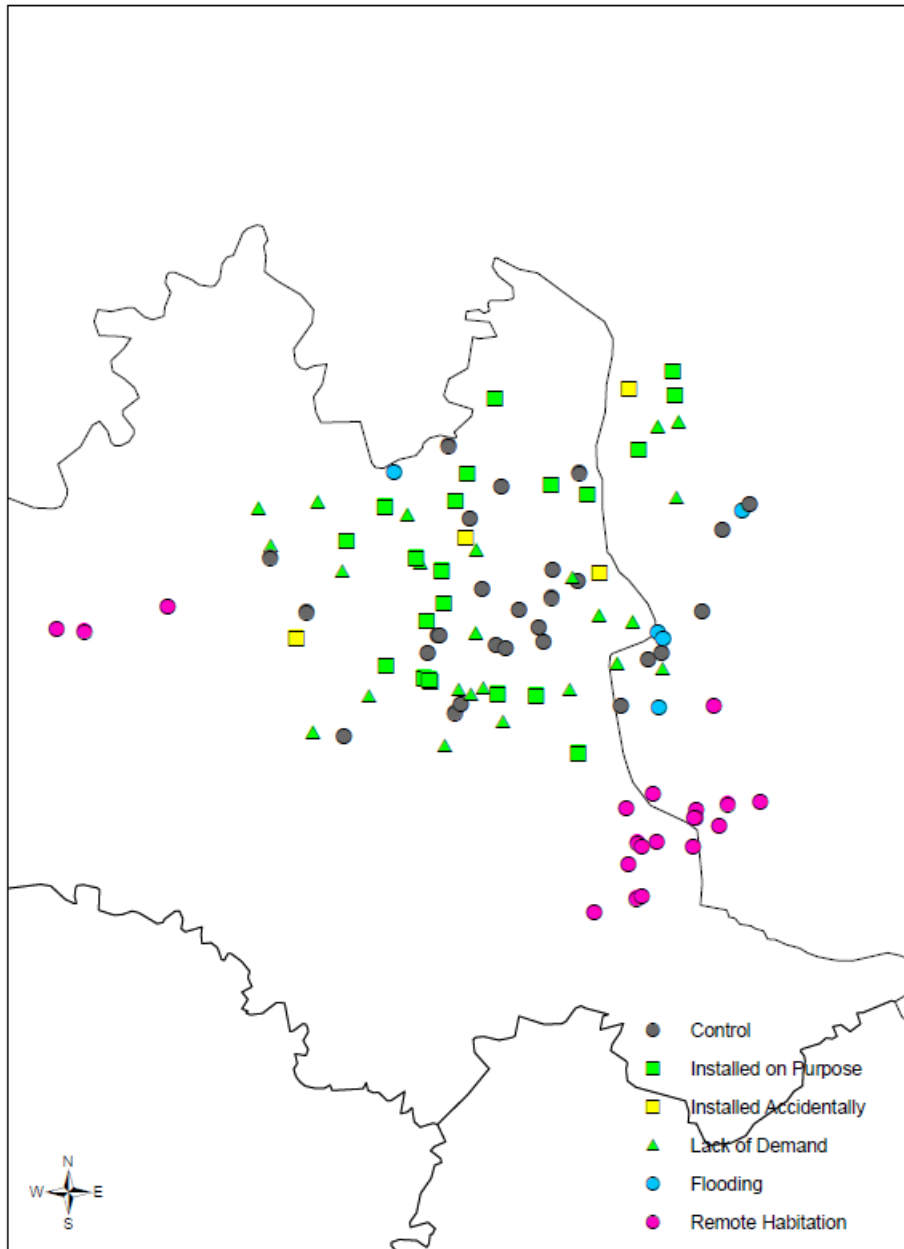 Control
Installed on Purpose
Installed Accidentally
Lack of Demand
Flooding
Remote Habitation
N
W E
S